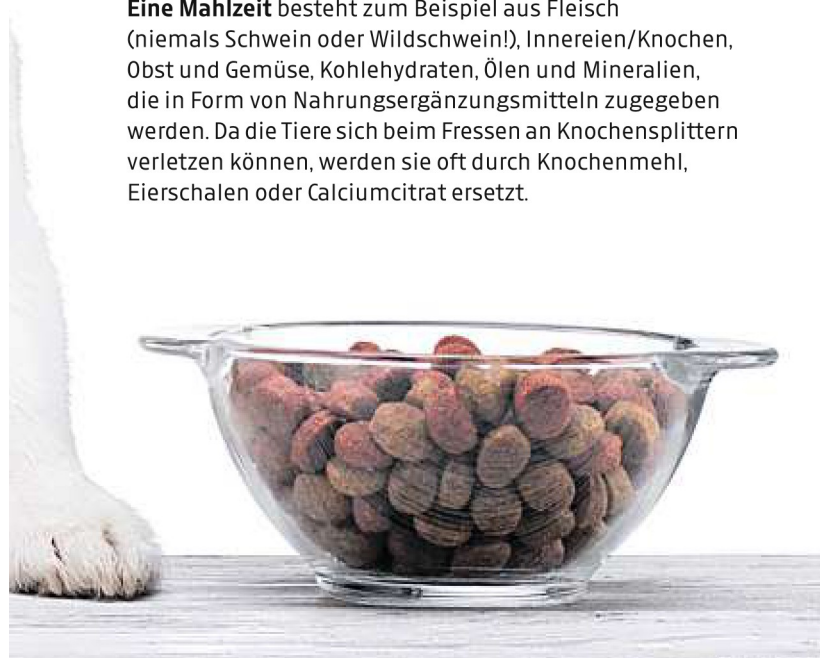 Eine Mahlzeit besteht zum Beispiel aus Fleisch
(niemals Schwein oder Wildschwein!), Innereien/Knochen,
Obst und Gemüse, Kohlehydraten, Ölen und Mineralien,
die in Form von Nahrungsergänzungsmitteln zugegeben
werden. Da die Tiere sich beim Fressen an Knochensplittern
verletzen können, werden sie oft durch Knochenmehl,
Eierschalen oder Calciumcitrat ersetzt.